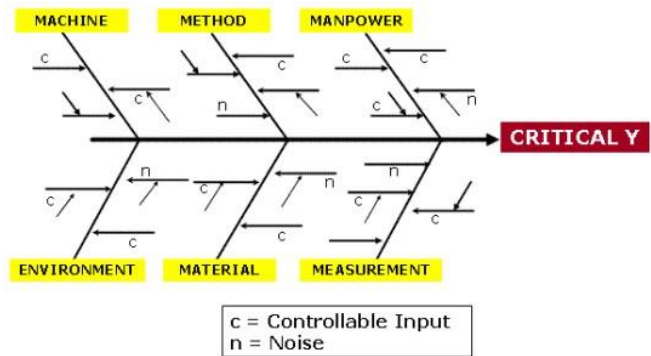 MACHINE METHOD MANPOWER
c c c c
c c n
n
CRITICAL Y
n n n
c c c
c c c
ENVIRONMENT MATERIAL MEASUREMENT
c = Controllable Input
n = Noise